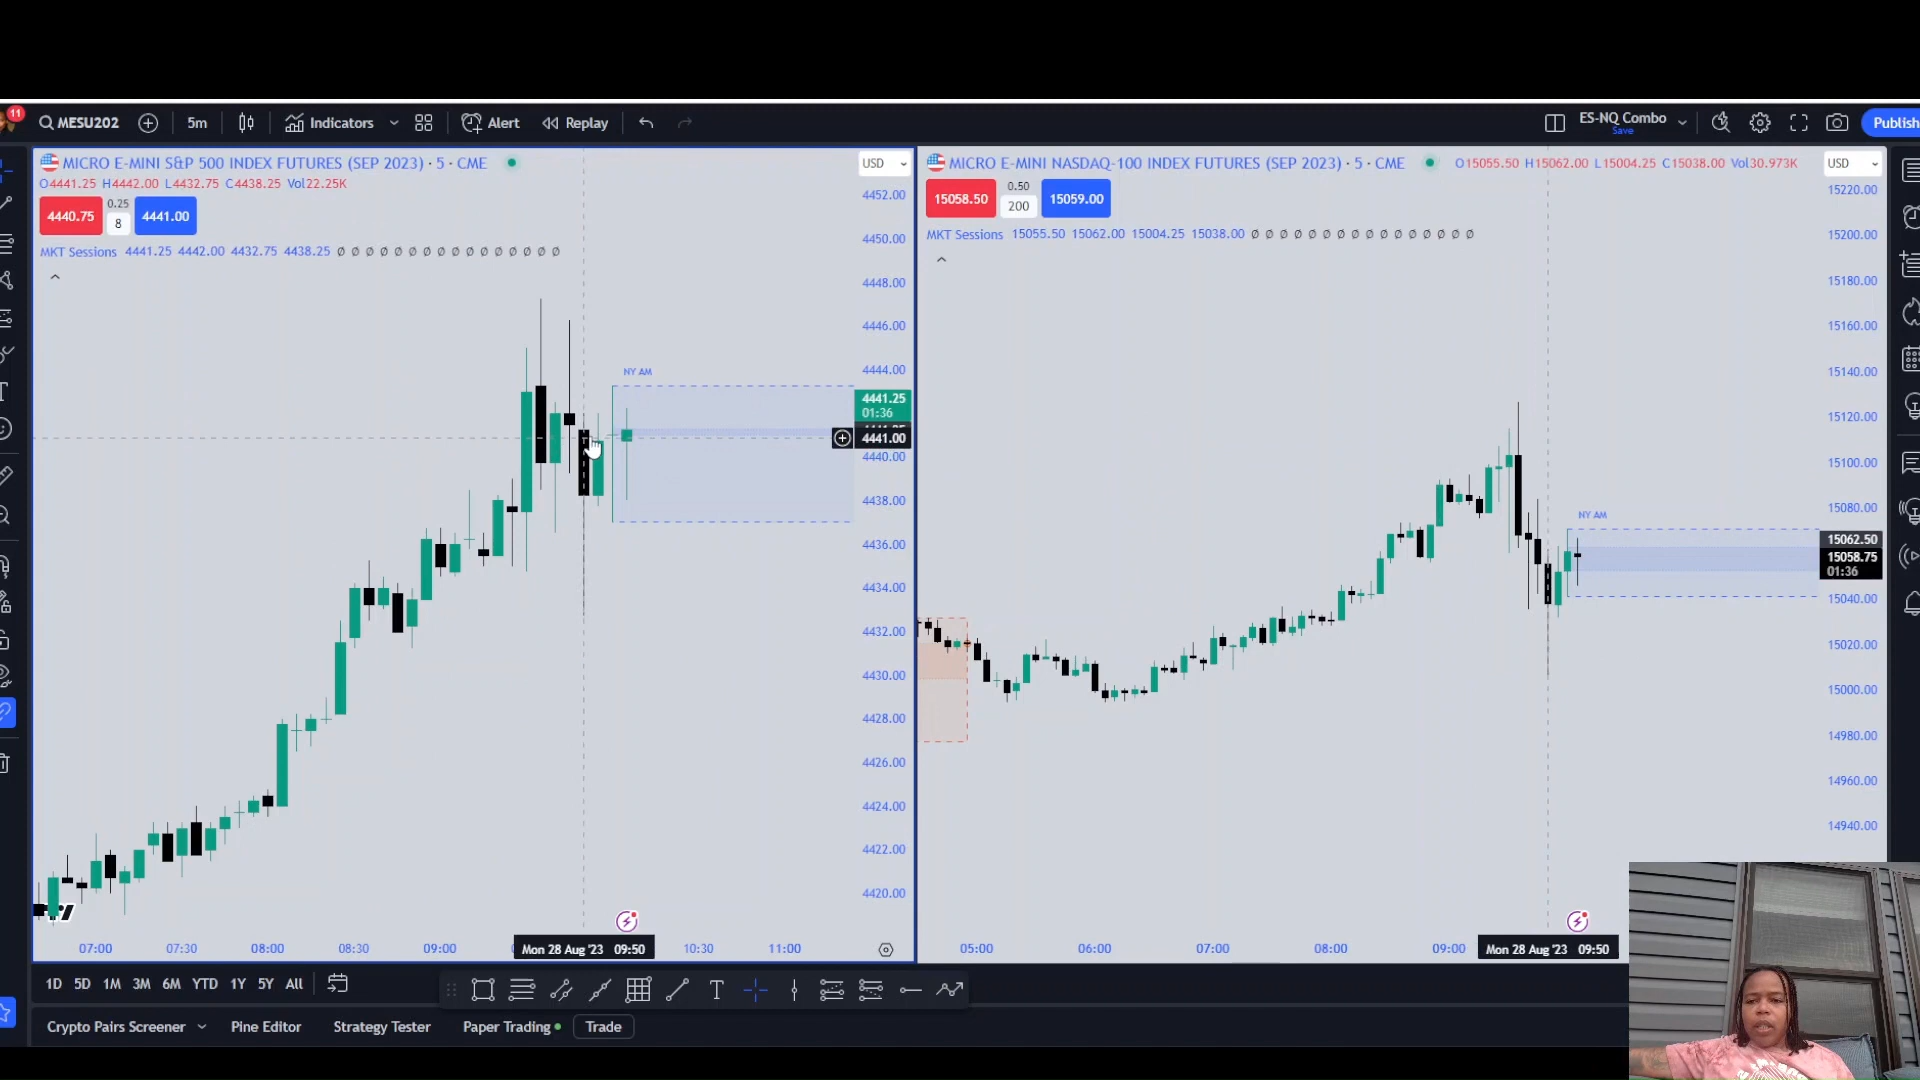 11
MESU202
5m
Indicators
Alert
Replay
ES-NQ Combo
Save
Publish
MICRO E-MINI S&P 500 INDEX FUTURES (SEP 2023) · 5 · CME
USD
O4441.25 H4442.00 L4432.75 C4438.25 Vol22.25K
4440.75
0.25
8
4441.00
MKT Sessions 4441.25 4442.00 4432.75 4438.25 Ø Ø Ø Ø Ø Ø Ø Ø Ø Ø Ø Ø Ø Ø Ø Ø
NY AM
4452.00
4450.00
4448.00
4446.00
4444.00
4441.25
01:36
4441.00
4440.00
4438.00
4436.00
4434.00
4432.00
4430.00
4428.00
4426.00
4424.00
4422.00
4420.00
07:00
07:30
08:00
08:30
09:00
Mon 28 Aug '23 09:50
10:30
11:00
MICRO E-MINI NASDAQ-100 INDEX FUTURES (SEP 2023) · 5 · CME
O15055.50 H15062.00 L15004.25 C15038.00 Vol30.973K
USD
15058.50
0.50
200
15059.00
MKT Sessions 15055.50 15062.00 15004.25 15038.00 Ø Ø Ø Ø Ø Ø Ø Ø Ø Ø Ø Ø Ø Ø Ø Ø
NY AM
15220.00
15200.00
15180.00
15160.00
15140.00
15120.00
15100.00
15080.00
15062.50
15058.75
01:36
15040.00
15020.00
15000.00
14980.00
14960.00
14940.00
05:00
06:00
07:00
08:00
09:00
Mon 28 Aug '23 09:50
1D 5D 1M 3M 6M YTD 1Y 5Y All
T
Crypto Pairs Screener
Pine Editor
Strategy Tester
Paper Trading
Trade